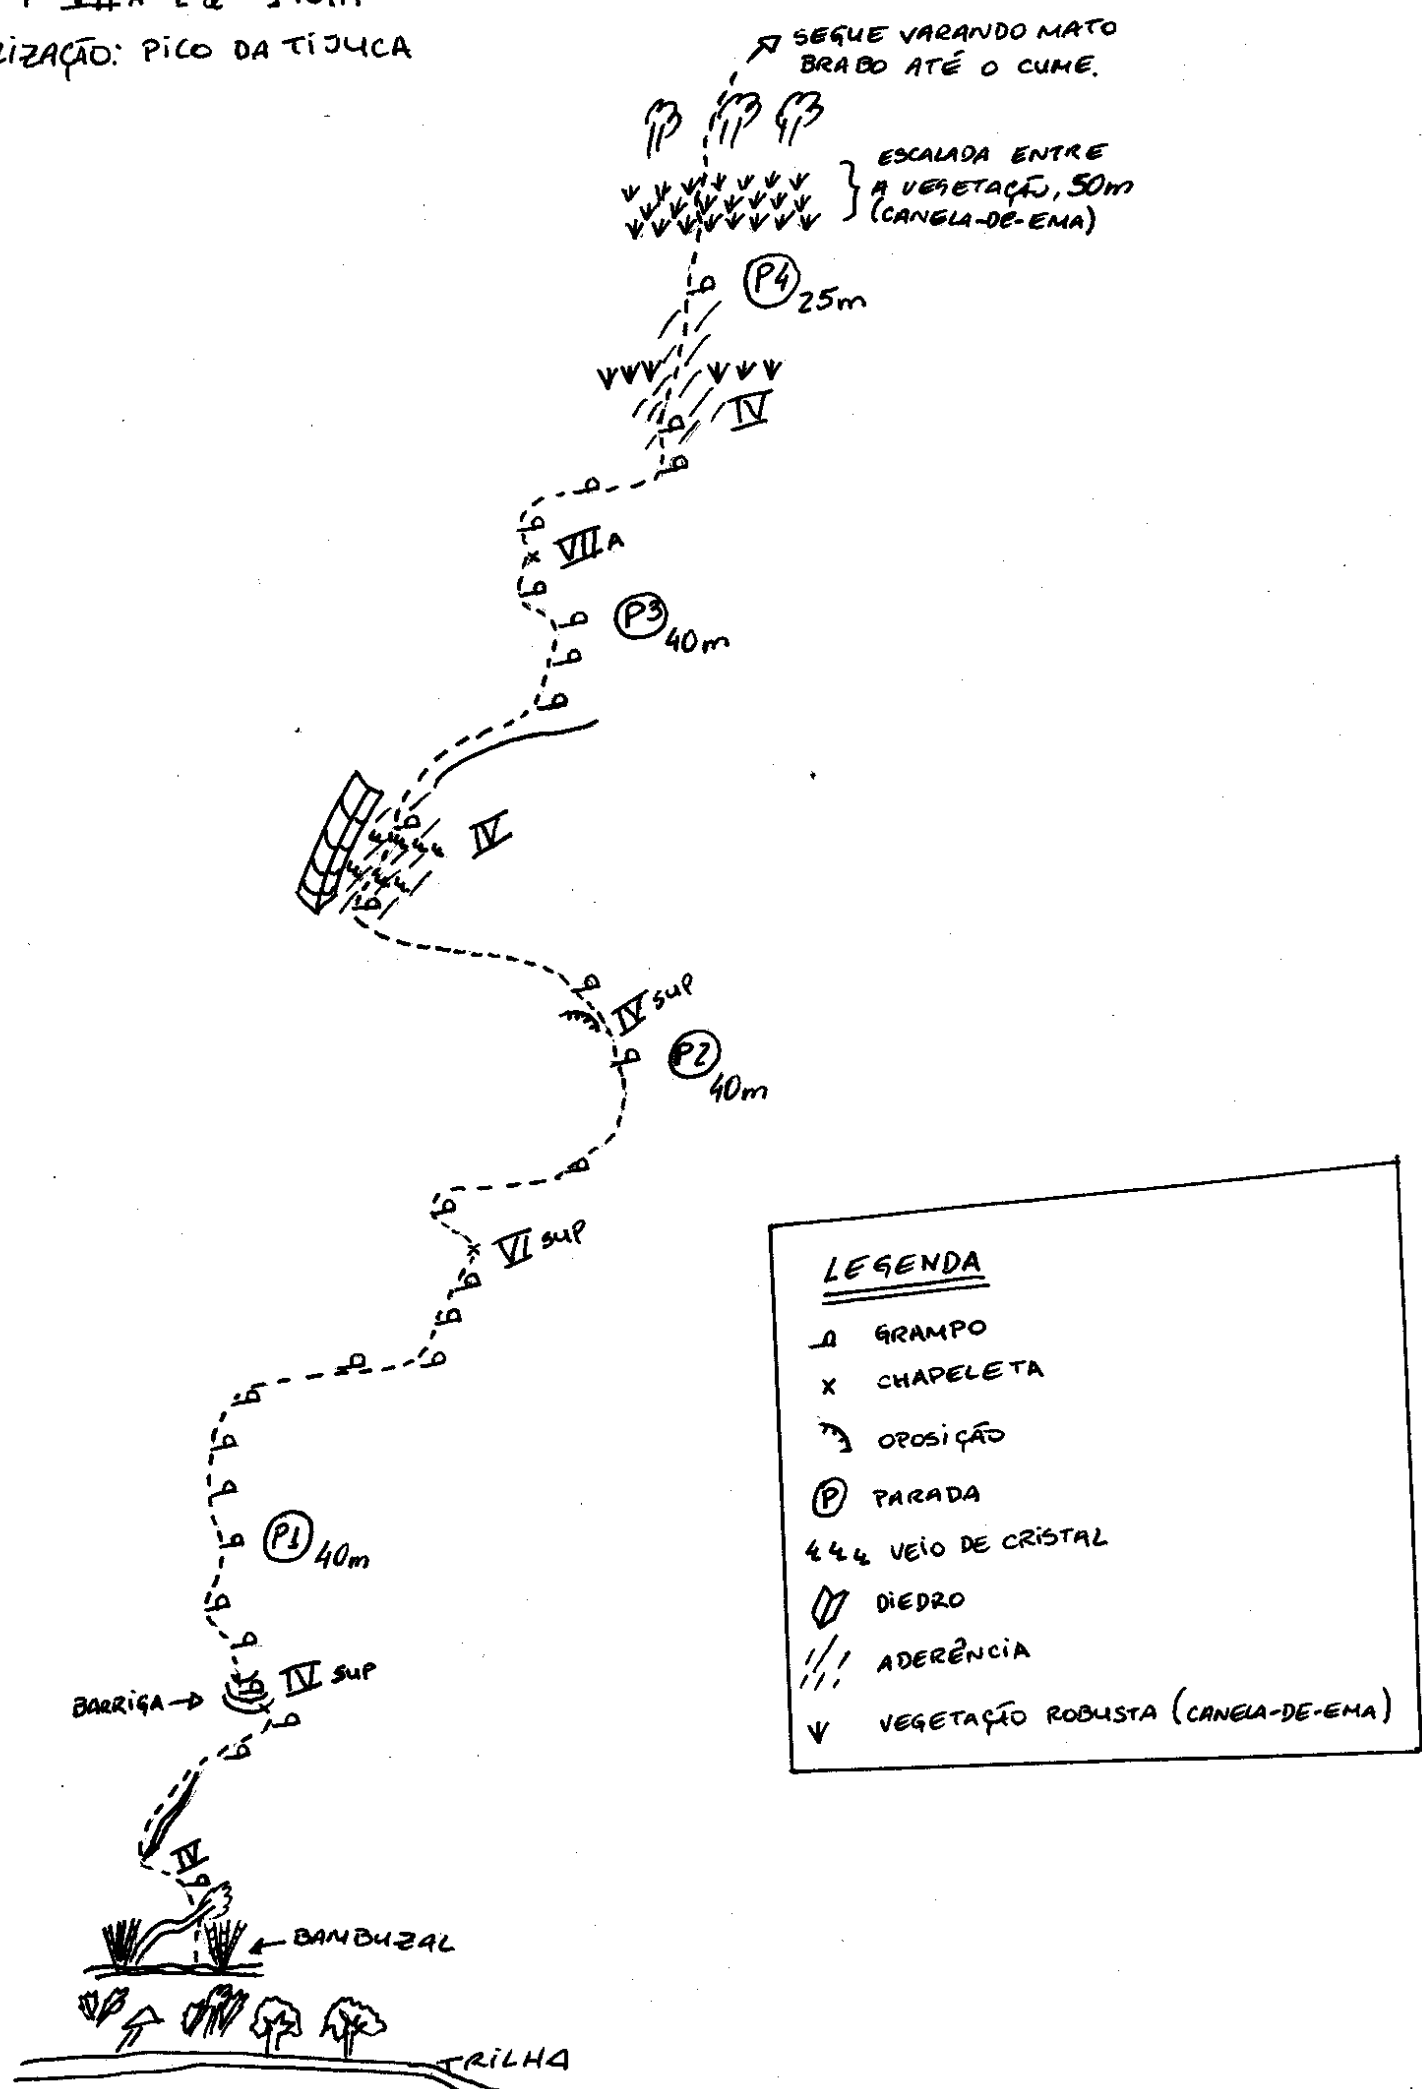 LIZAÇÃO: PICO DA TIJUCA
SEGUE VARANDO MATO
BRABO ATÉ O CUME.
ESCALADA ENTRE
A VEGETAÇÃO, 50m
(CANELA-DE-EMA)
P4
25m
IV
VIIA
P3
40m
IV
IV SUP
P2
40m
VI SUP
P1
40m
IV SUP
BARRIGA
IV
BAMBUZAL
TRILHA
LEGENDA
GRAMPO
X CHAPELETA
OPOSIÇÃO
P PARADA
VEIO DE CRISTAL
DIEDRO
ADERÊNCIA
VEGETAÇÃO ROBUSTA (CANELA-DE-EMA)